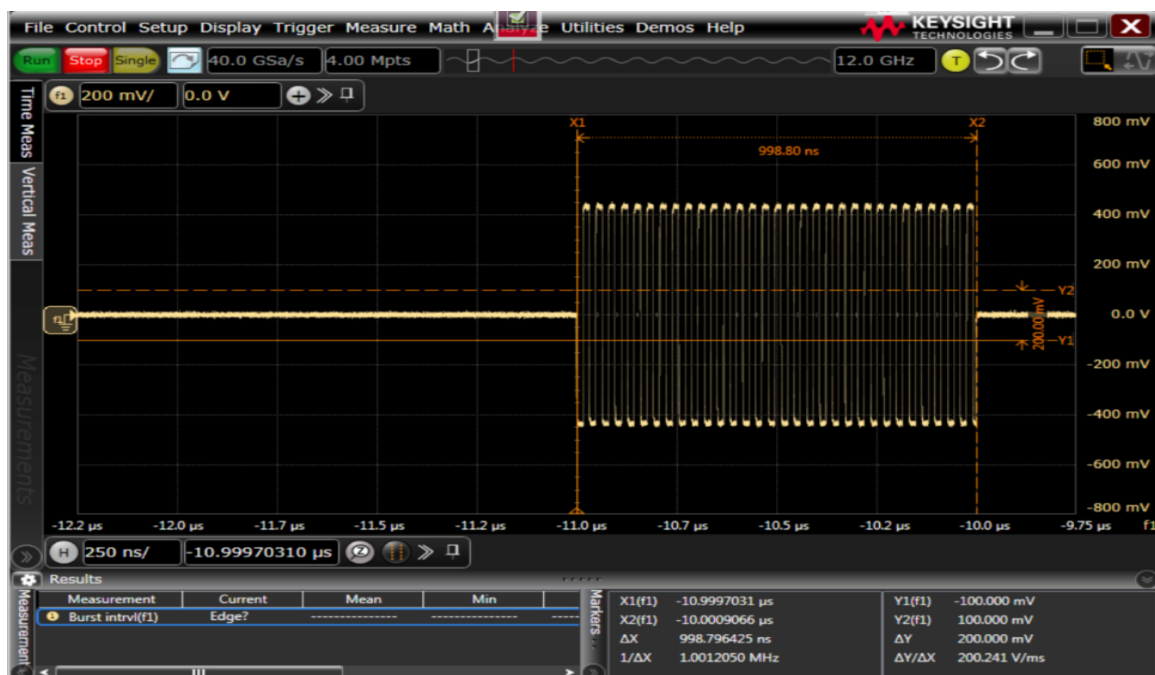 File Control Setup Display Trigger Measure Math Analyze Utilities Demos Help
KEYSIGHT
TECHNOLOGIES
X
Run Stop Single 40.0 GSa/s 4.00 Mpts 12.0 GHz T
f1 200 mV/ 0.0 V
Time Meas
Vertical Meas
Measurements
X1 X2 800 mV
998.80 ns
600 mV
400 mV
200 mV
Y2
f1 0.0 V
200.00 mV
Y1
-200 mV
-400 mV
-600 mV
-800 mV
-12.2 µs -12.0 µs -11.7 µs -11.5 µs -11.2 µs -11.0 µs -10.7 µs -10.5 µs -10.2 µs -10.0 µs -9.75 µs f1
H 250 ns/ -10.99970310 µs
Results
Measurement
Measurement Current Mean Min
Burst intrvl(f1) Edge? --------------- --------------- ----
Markers
X1(f1) -10.9997031 µs Y1(f1) -100.000 mV
X2(f1) -10.0009066 µs Y2(f1) 100.000 mV
ΔX 998.796425 ns ΔY 200.000 mV
1/ΔX 1.0012050 MHz ΔY/ΔX 200.241 V/ms